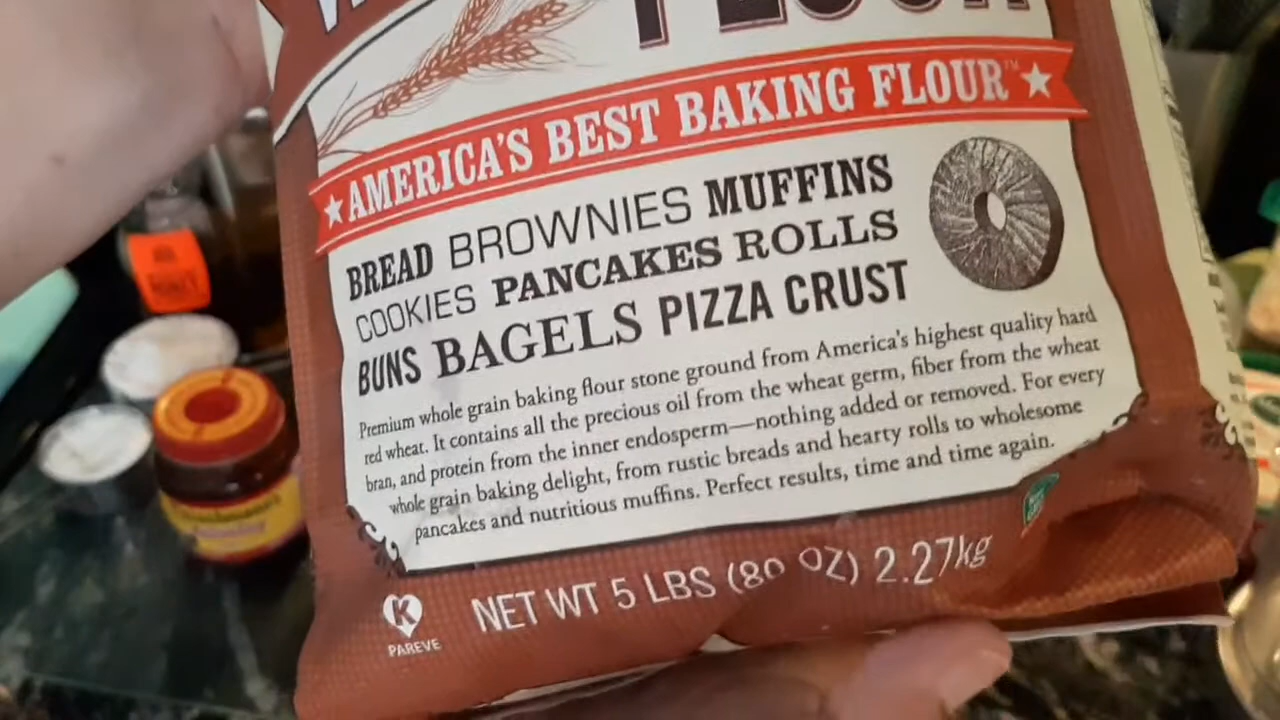 FLOUR
AMERICA'S BEST BAKING FLOUR™
BREAD BROWNIES MUFFINS
COOKIES PANCAKES ROLLS
BUNS BAGELS PIZZA CRUST
Premium whole grain baking flour stone ground from America's highest quality hard
red wheat. It contains all the precious oil from the wheat germ, fiber from the wheat
bran, and protein from the inner endosperm—nothing added or removed. For every
whole grain baking delight, from rustic breads and hearty rolls to wholesome
pancakes and nutritious muffins. Perfect results, time and time again.
K
PAREVE
NET WT 5 LBS (80 OZ) 2.27kg